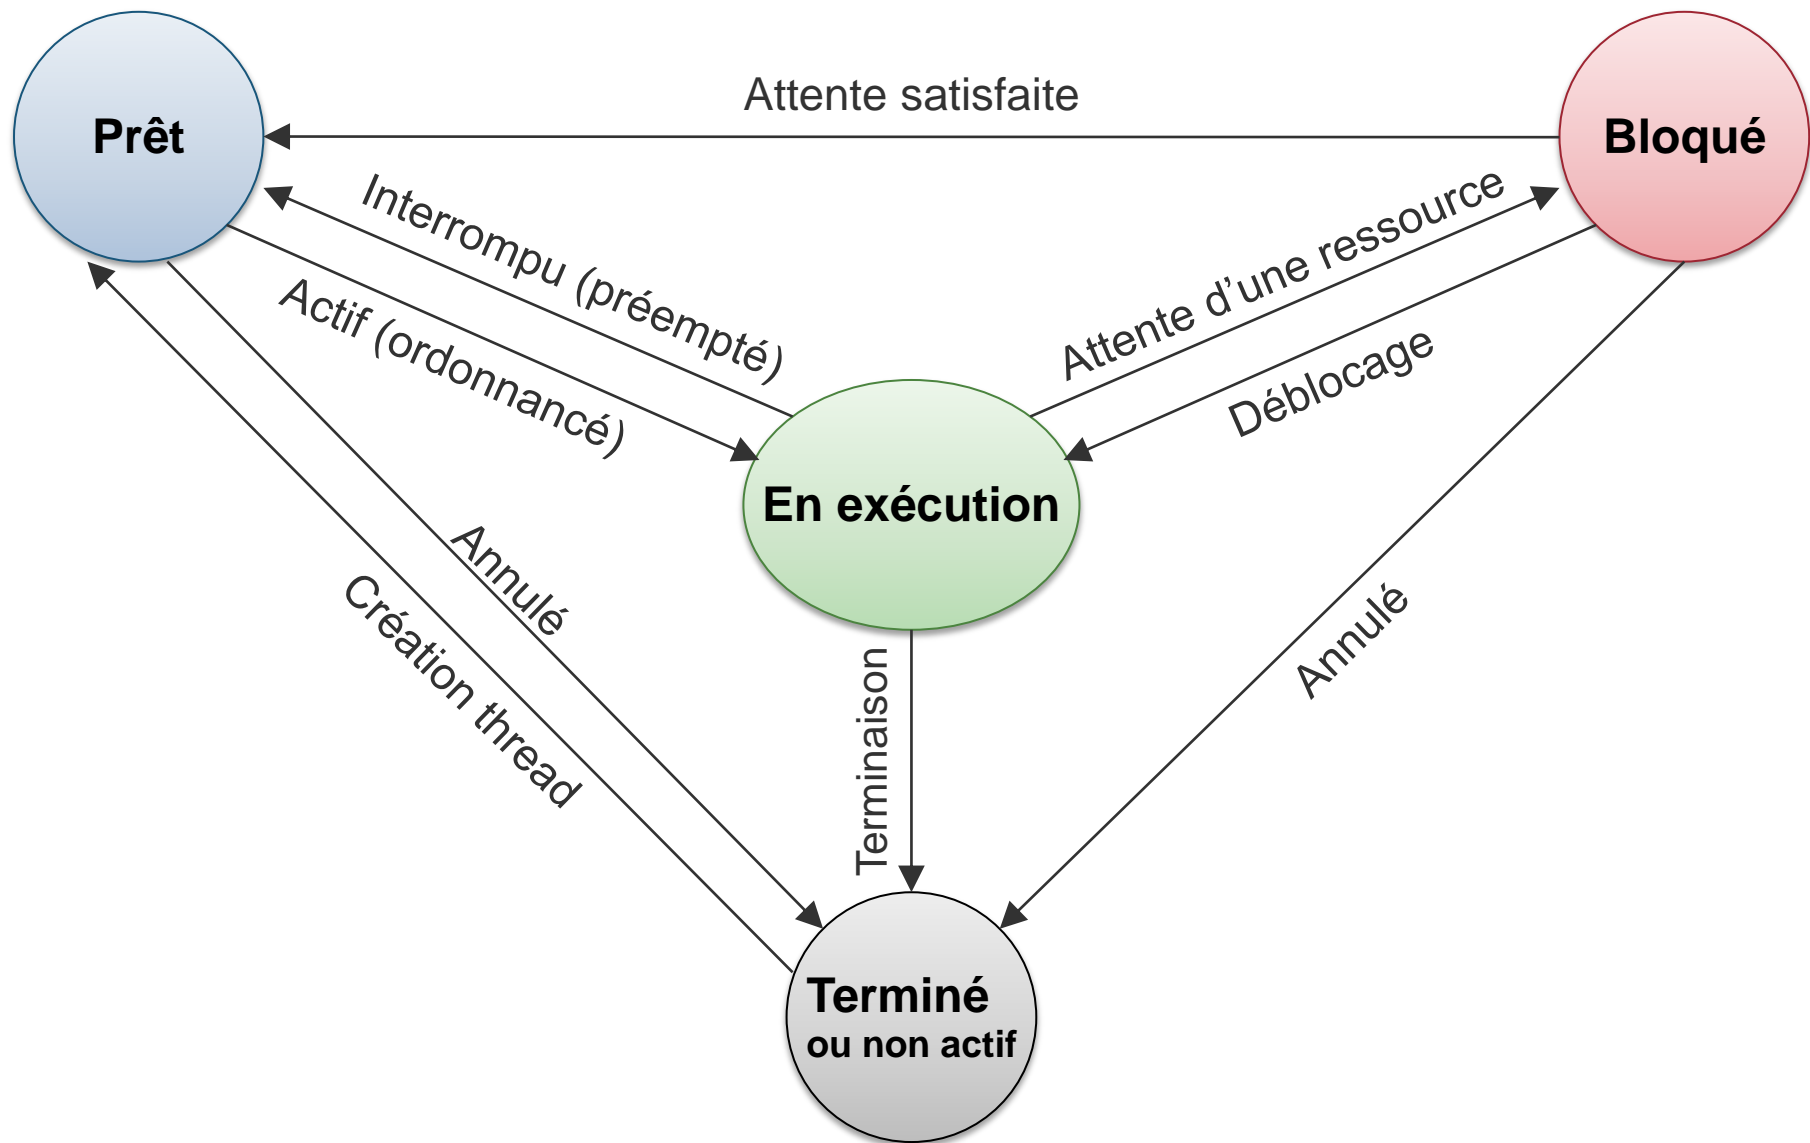 Attente satisfaite
Prêt
Bloqué
Interrompu (préempté)
Attente d’une ressource
Actif (ordonnancé)
Déblocage
En exécution
Annulé
Création thread
Annulé
Terminaison
Terminé
ou non actif